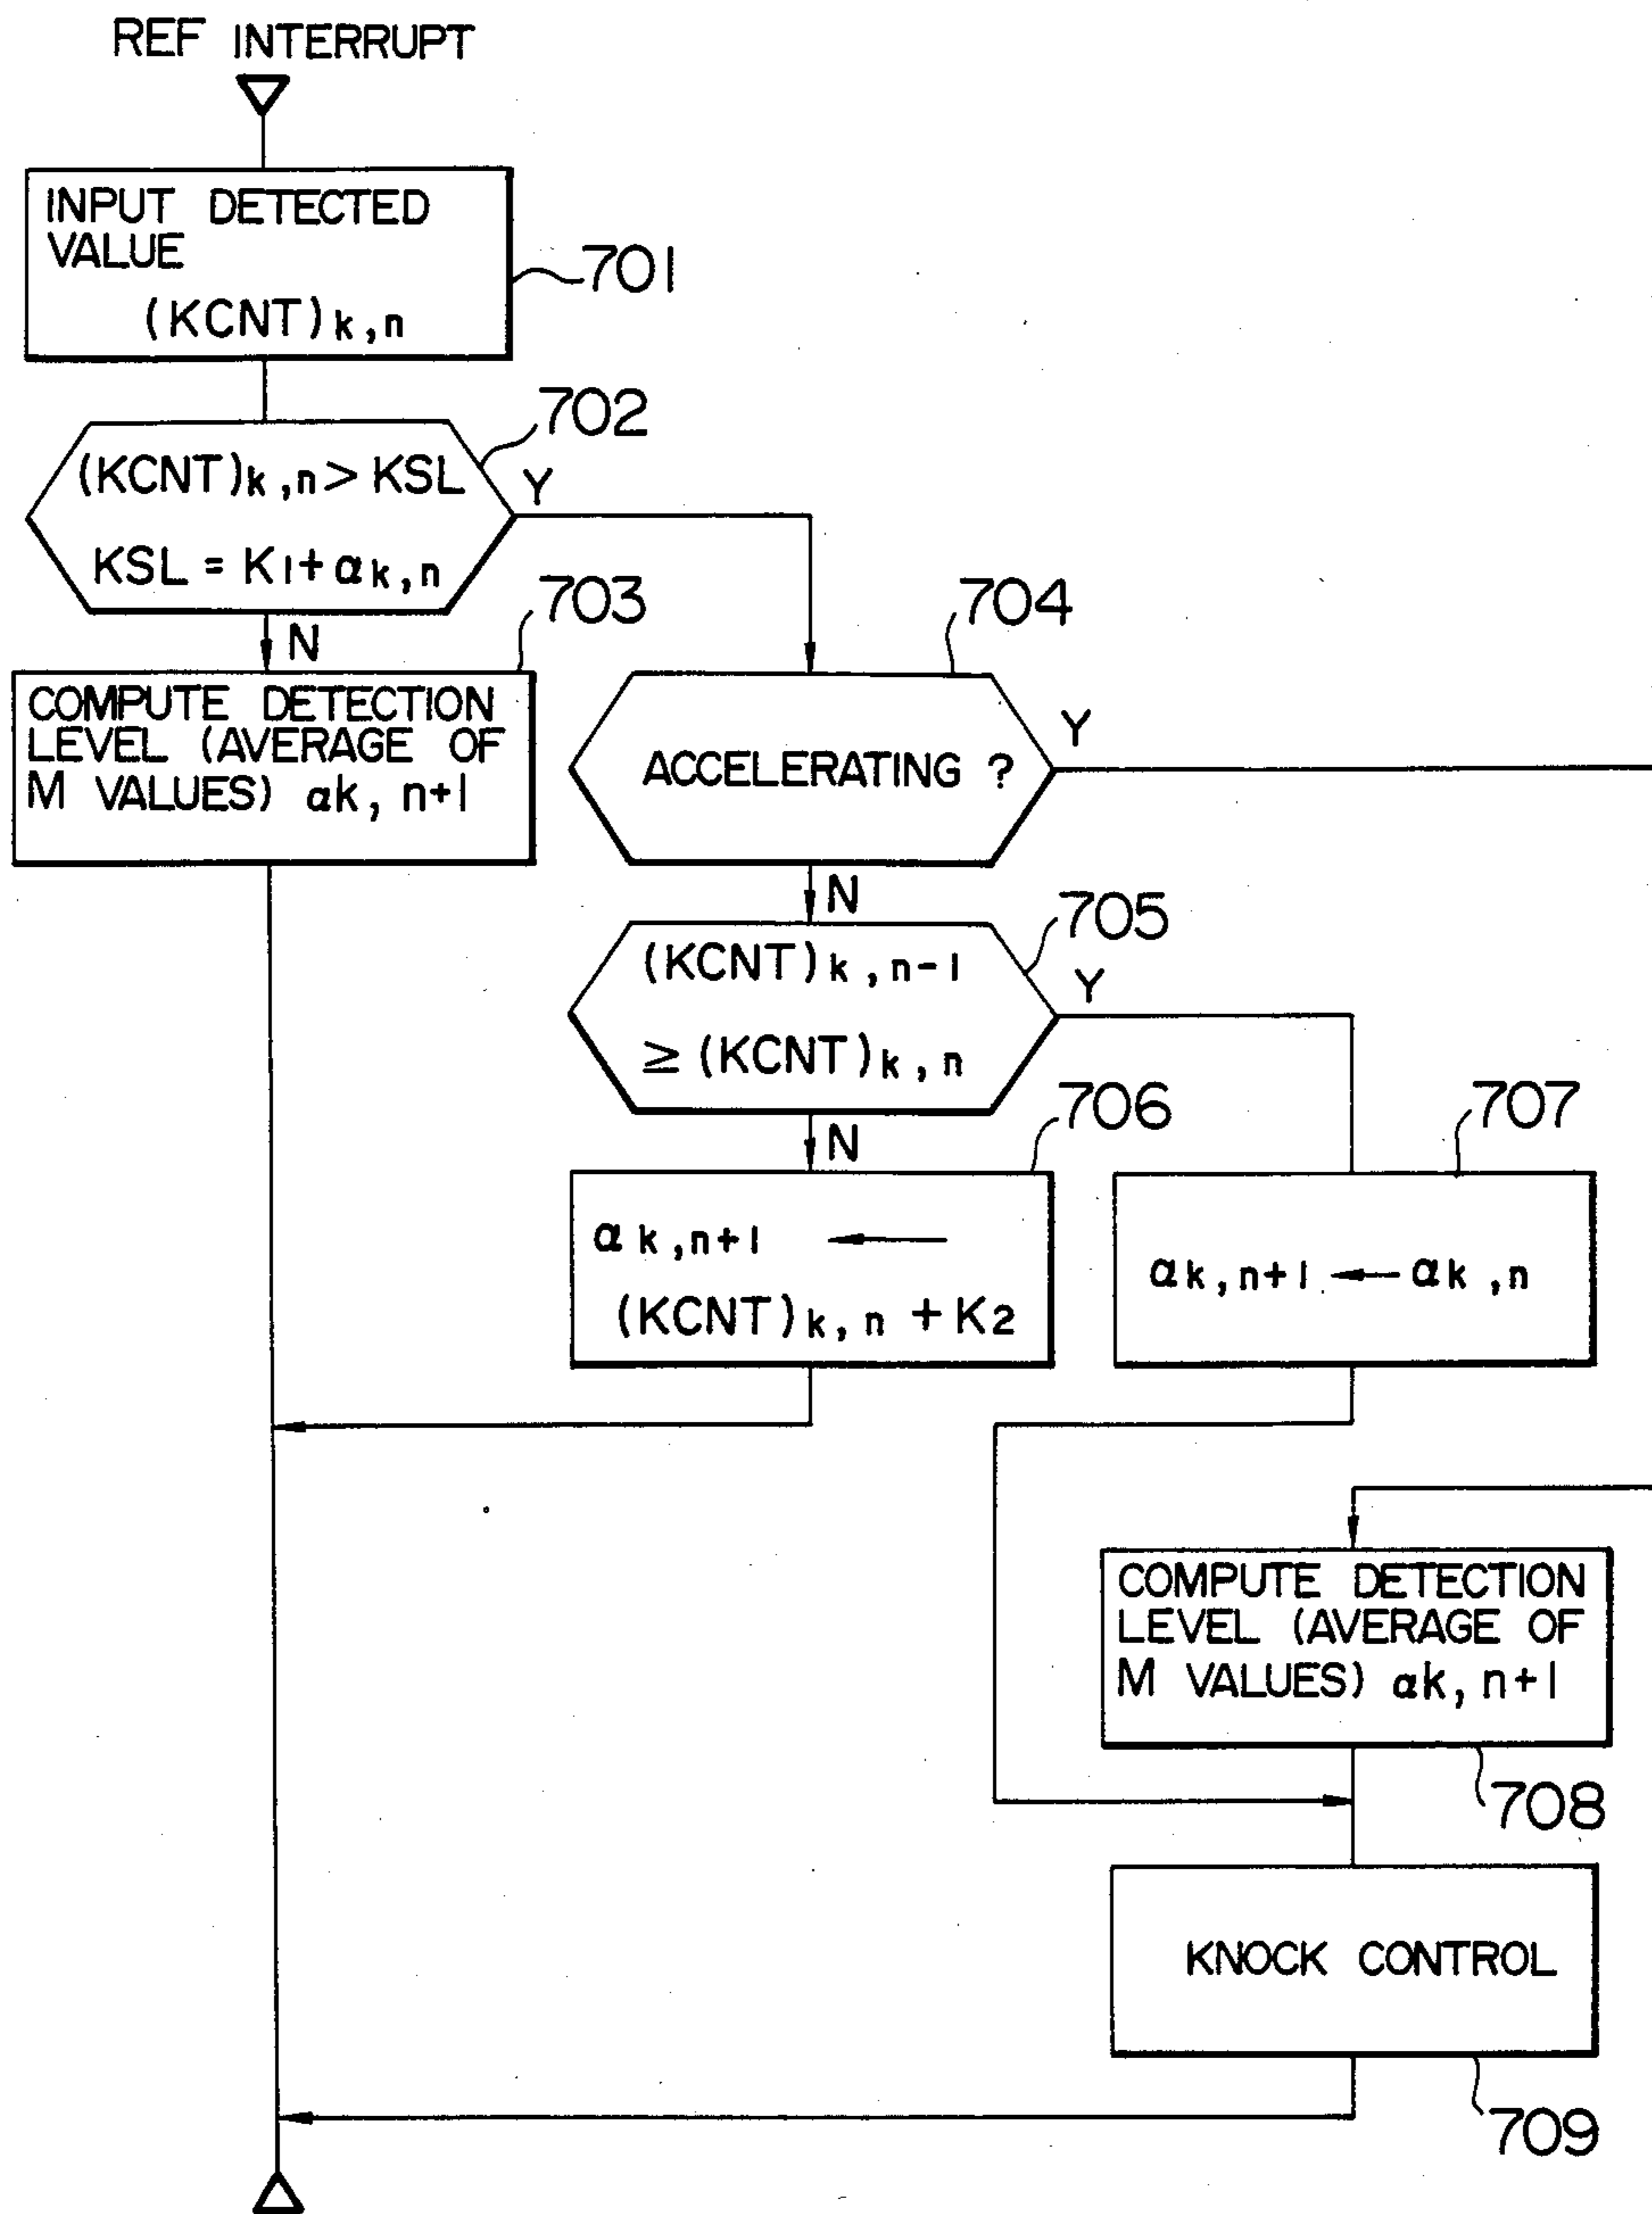 REF INTERRUPT
INPUT DETECTED
VALUE
(KCNT)k,n
701
(KCNT)k,n > KSL
KSL = K1+αk,n
702
Y
N
COMPUTE DETECTION
LEVEL (AVERAGE OF
M VALUES) αk, n+1
703
ACCELERATING ?
704
Y
N
(KCNT)k,n-1
≥ (KCNT)k,n
705
Y
N
αk,n+1 ←
(KCNT)k,n + K2
706
αk,n+1 ← αk,n
707
COMPUTE DETECTION
LEVEL (AVERAGE OF
M VALUES) αk, n+1
708
KNOCK CONTROL
709